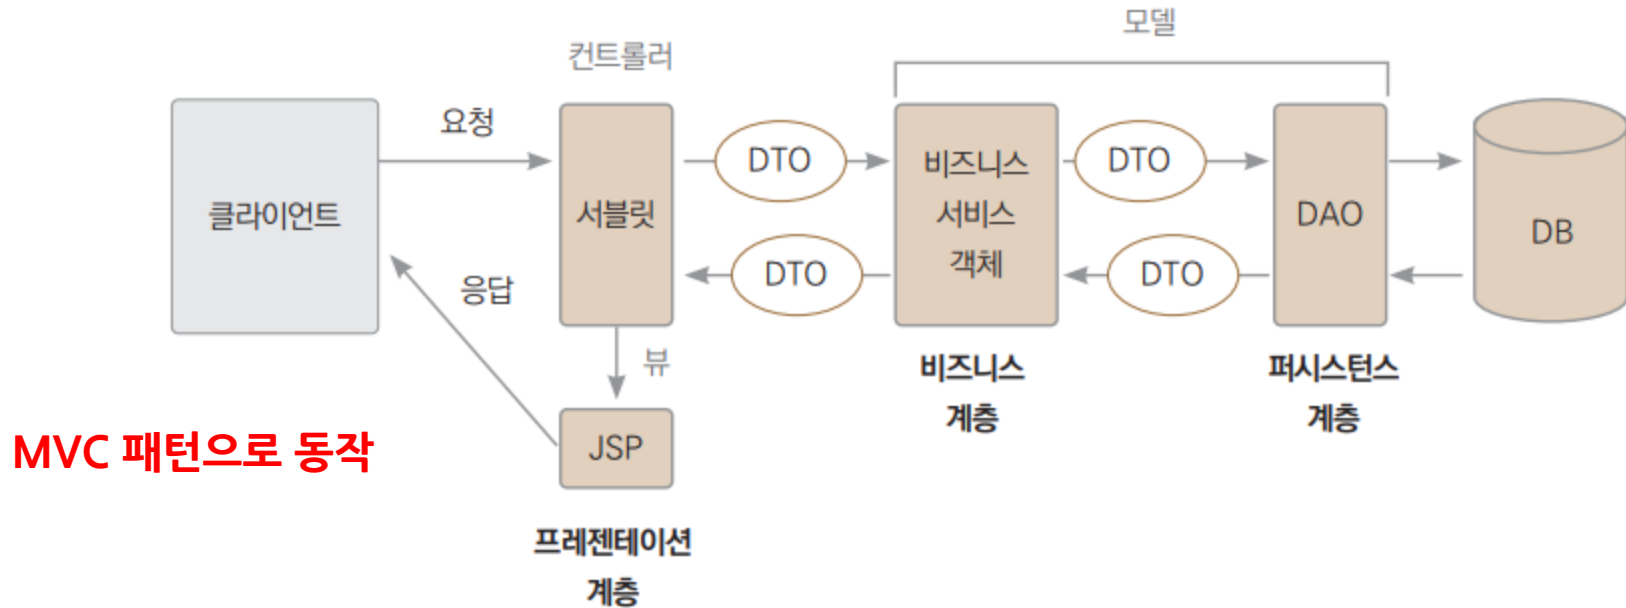 모델
컨트롤러
요청
클라이언트
서블릿
DTO
DTO
비즈니스
서비스
객체
DTO
DTO
DAO
DB
응답
뷰
JSP
비즈니스
계층
퍼시스턴스
계층
MVC 패턴으로 동작
프레젠테이션
계층